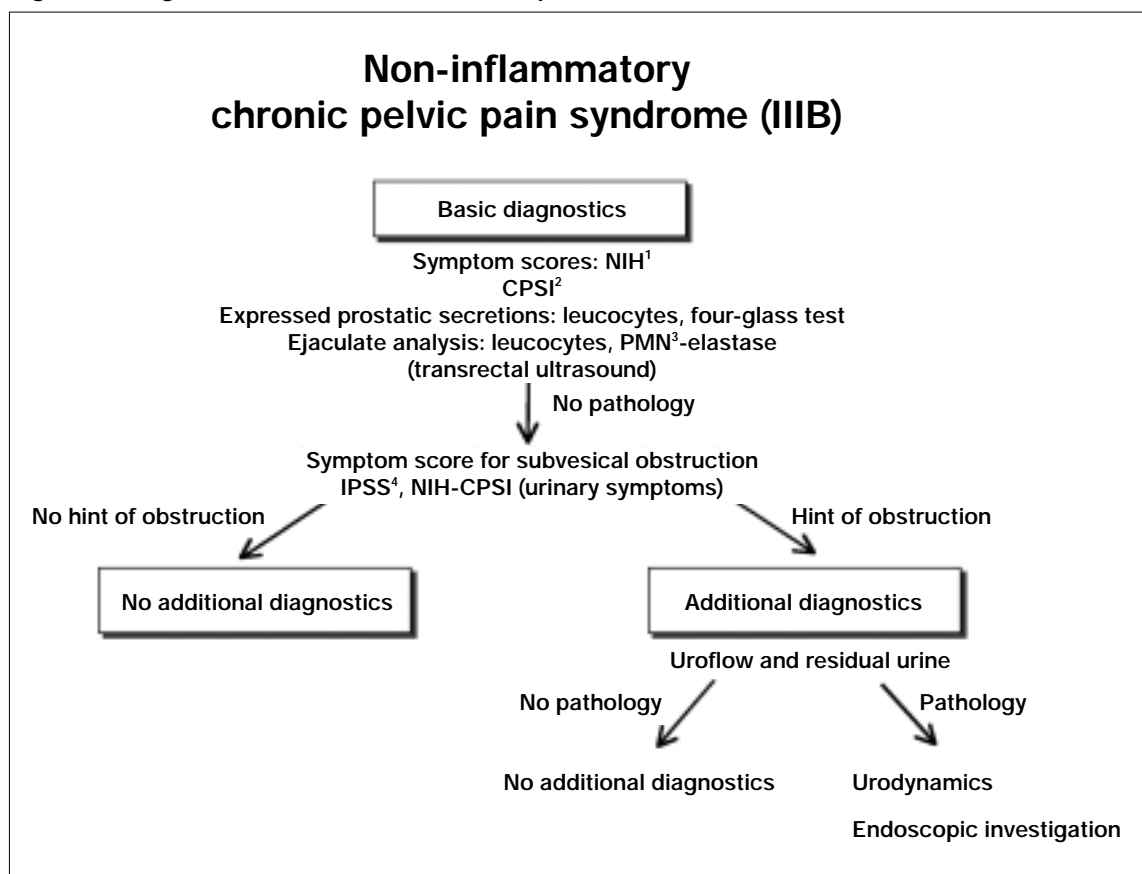 Non-inflammatory
chronic pelvic pain syndrome (IIIB)
Basic diagnostics
Symptom scores: NIH¹
CPSI²
Expressed prostatic secretions: leucocytes, four-glass test
Ejaculate analysis: leucocytes, PMN³-elastase
(transrectal ultrasound)
No pathology
Symptom score for subvesical obstruction
IPSS⁴, NIH-CPSI (urinary symptoms)
No hint of obstruction
Hint of obstruction
No additional diagnostics
Additional diagnostics
Uroflow and residual urine
No pathology
Pathology
No additional diagnostics
Urodynamics
Endoscopic investigation